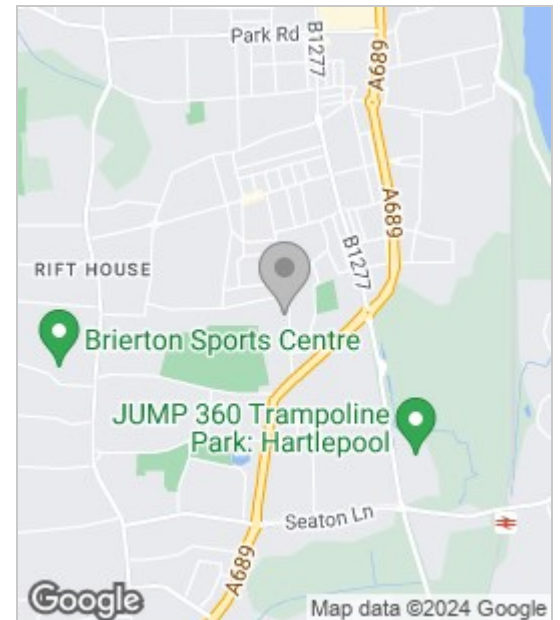 Park Rd
B1277
A689
A689
B1277
RIFT HOUSE
Brierton Sports Centre
JUMP 360 Trampoline
Park: Hartlepool
Seaton Ln
A689
Google
Map data ©2024 Google